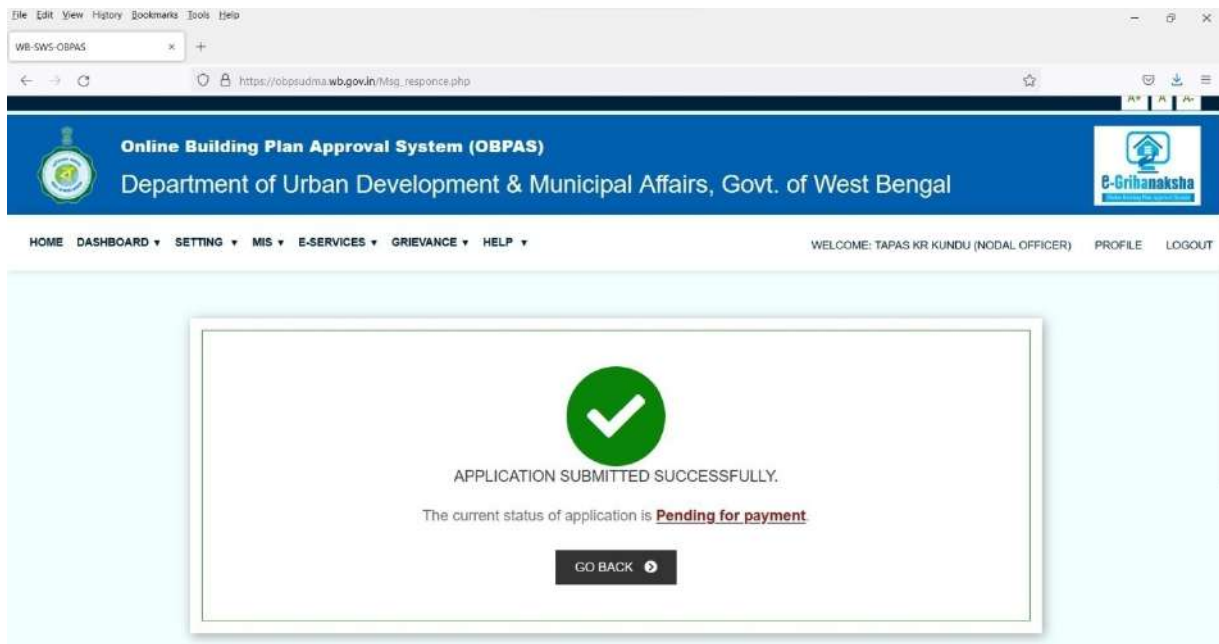 File Edit View History Bookmarks Tools Help
WB-SWS-OBPAS × +
https://obpsudma.wb.gov.in/Msg_responce.php
A+ A A-
Online Building Plan Approval System (OBPAS)
Department of Urban Development & Municipal Affairs, Govt. of West Bengal
e-Grihanaksha
HOME DASHBOARD ▾ SETTING ▾ MIS ▾ E-SERVICES ▾ GRIEVANCE ▾ HELP ▾ WELCOME: TAPAS KR KUNDU (NODAL OFFICER) PROFILE LOGOUT
APPLICATION SUBMITTED SUCCESSFULLY.
The current status of application is Pending for payment.
GO BACK